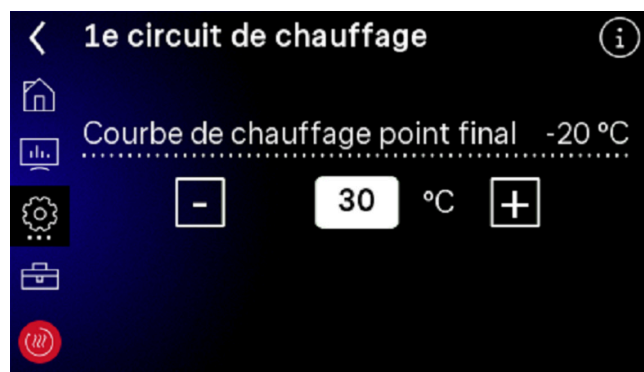 1e circuit de chauffage
Courbe de chauffage point final -20 °C
- 30 °C +